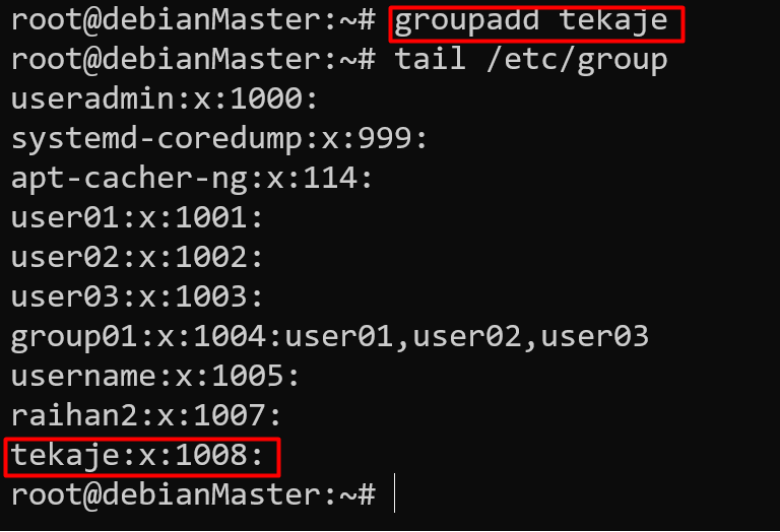 root@debianMaster:~# groupadd tekaje
root@debianMaster:~# tail /etc/group
useradmin:x:1000:
systemd-coredump:x:999:
apt-cacher-ng:x:114:
user01:x:1001:
user02:x:1002:
user03:x:1003:
group01:x:1004:user01,user02,user03
username:x:1005:
raihan2:x:1007:
tekaje:x:1008:
root@debianMaster:~#